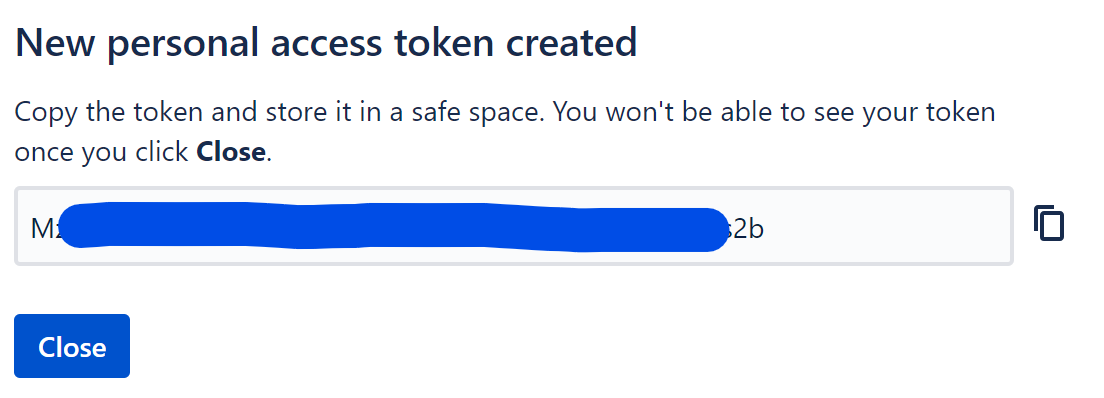 New personal access token created
Copy the token and store it in a safe space. You won't be able to see your token
once you click Close.
M s2b
Close